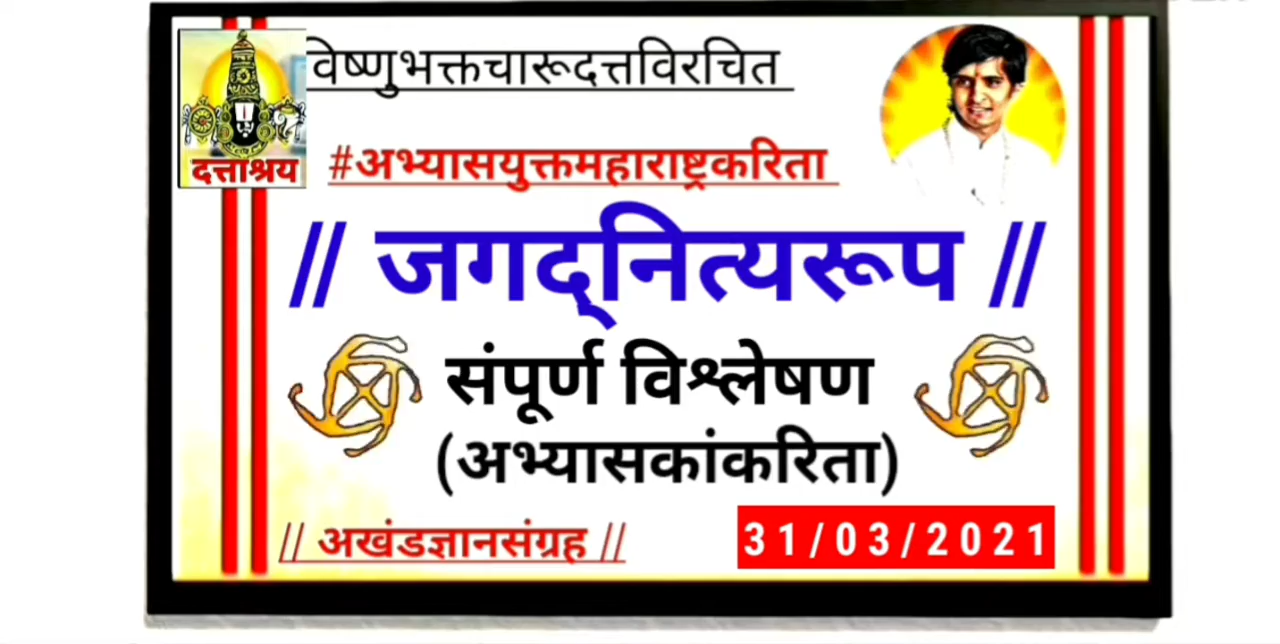 विष्णुभक्तचारूदत्तविरचित
दत्ताश्रय
#अभ्यासयुक्तमहाराष्ट्रकरिता
// जगद्नित्यरूप //
संपूर्ण विश्लेषण
(अभ्यासकांकरिता)
// अखंडज्ञानसंग्रह //
31/03/2021